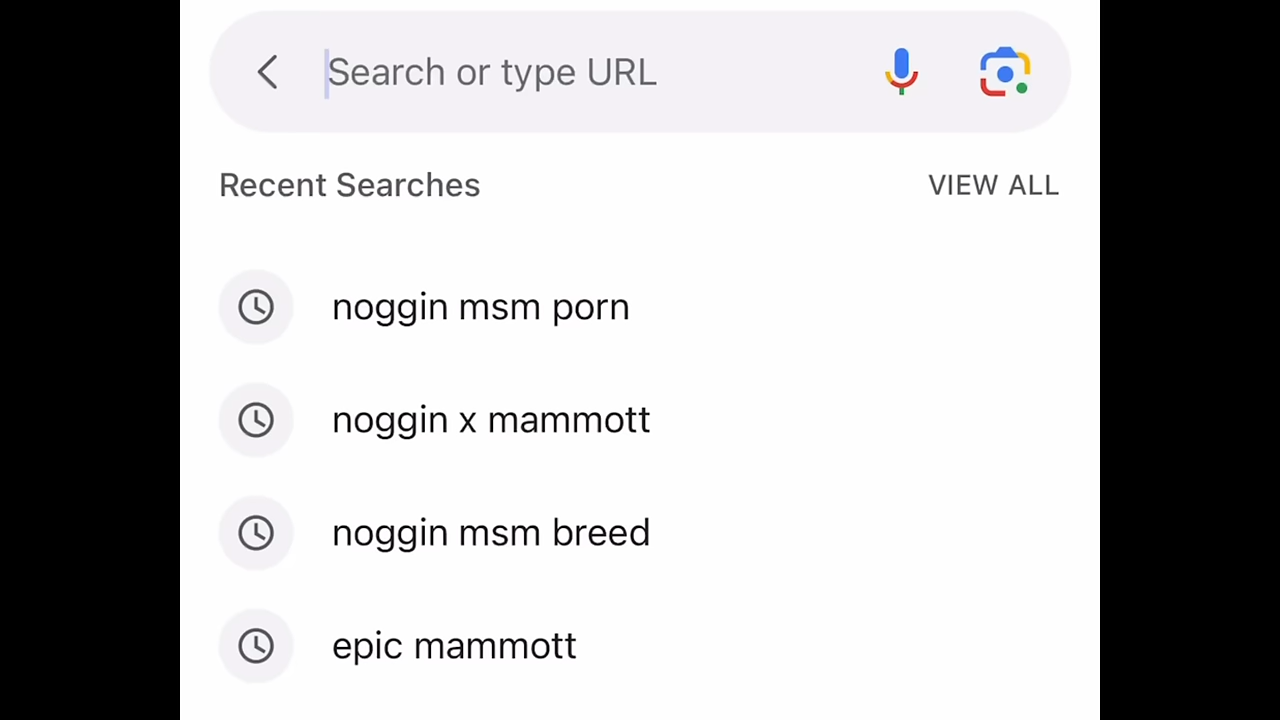 Search or type URL
Recent Searches VIEW ALL
noggin msm porn
noggin x mammott
noggin msm breed
epic mammott